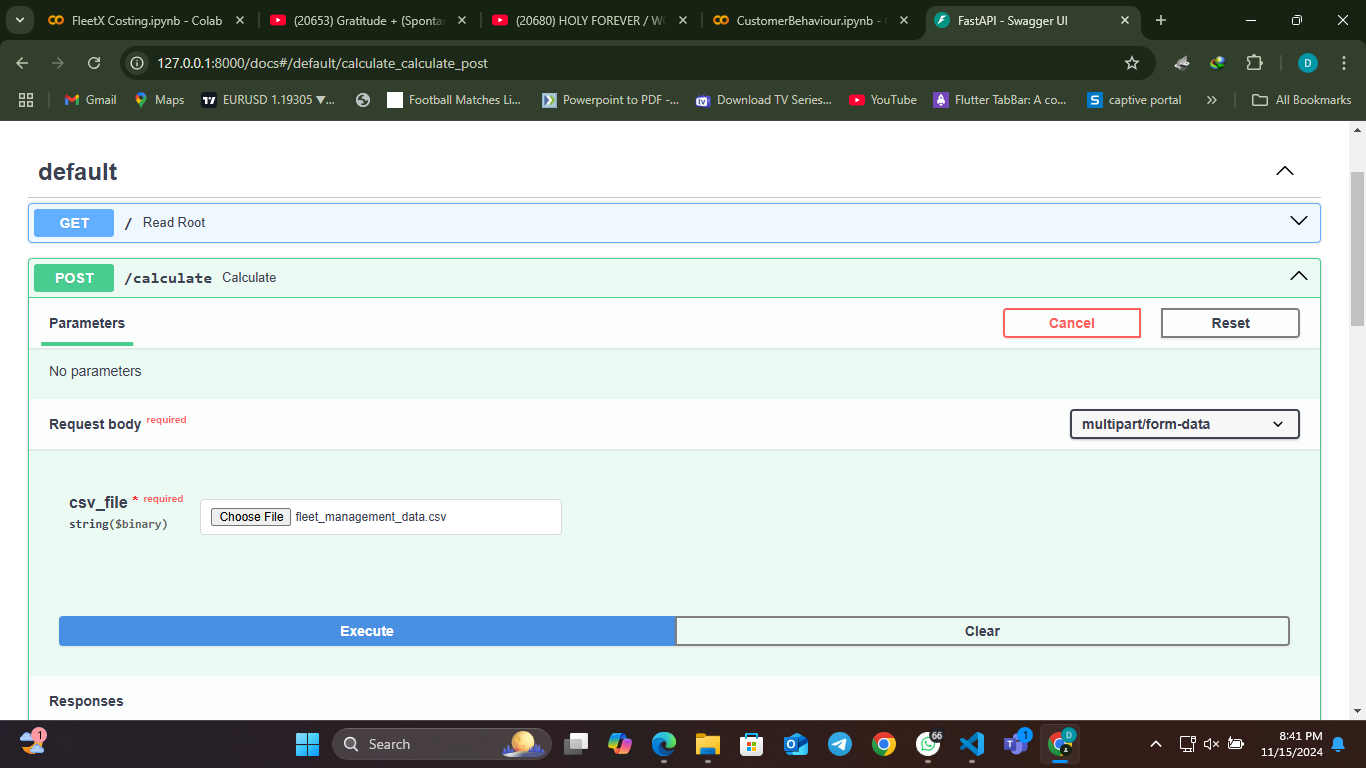 FleetX Costing.ipynb - Colab
(20653) Gratitude + (Sponta
(20680) HOLY FOREVER / W
CustomerBehaviour.ipynb -
FastAPI - Swagger UI
127.0.0.1:8000/docs#/default/calculate_calculate_post
D
Gmail
Maps
EURUSD 1.19305 ▼...
Football Matches Li...
Powerpoint to PDF -...
Download TV Series...
YouTube
Flutter TabBar: A co...
S
captive portal
All Bookmarks
default
GET / Read Root
POST /calculate Calculate
Parameters
Cancel
Reset
No parameters
Request body required
multipart/form-data
csv_file * required
string($binary)
Choose File fleet_management_data.csv
Execute
Clear
Responses
1
Search
66
1
D
8:41 PM
11/15/2024